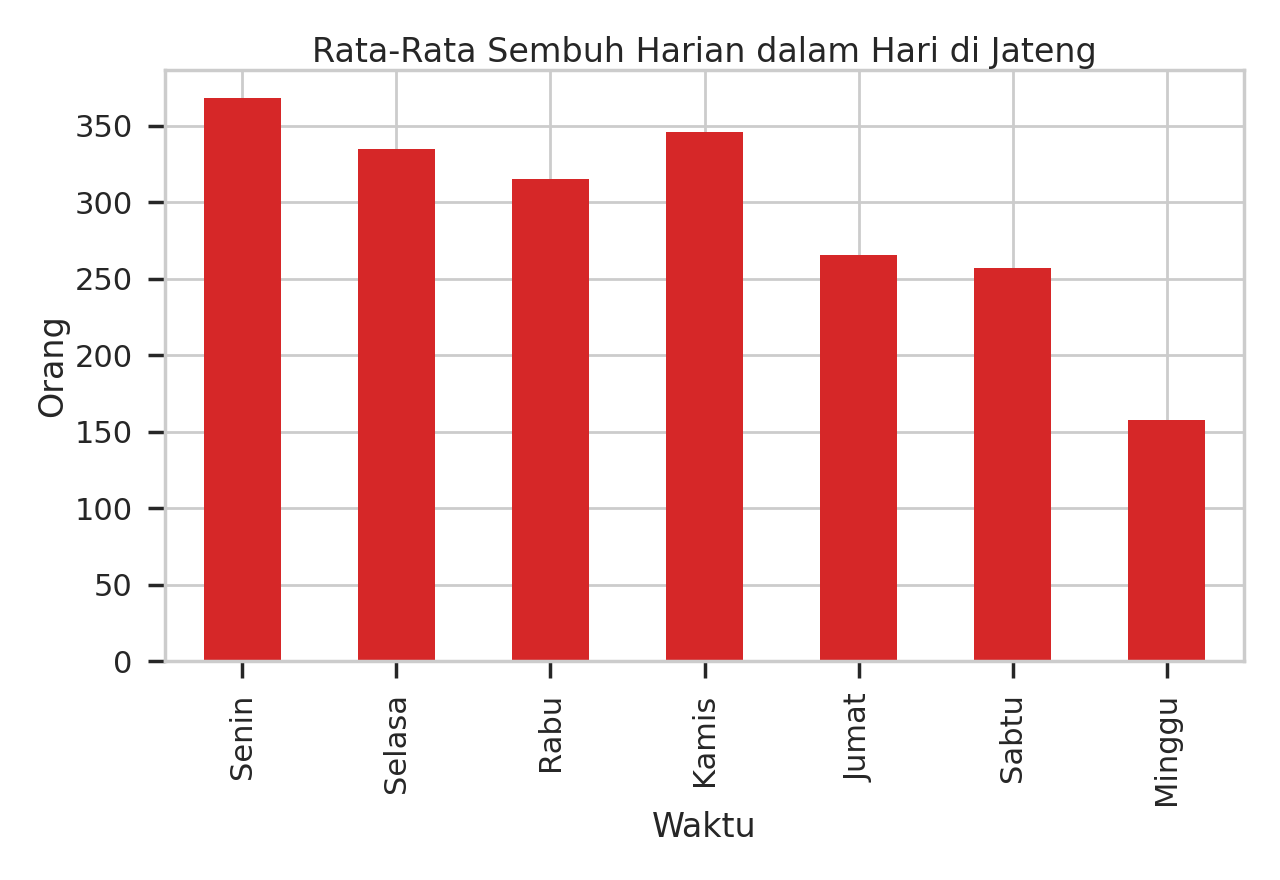 Rata-Rata Sembuh Harian dalam Hari di Jateng
Orang
350
300
250
200
150
100
50
0
Senin
Selasa
Rabu
Kamis
Jumat
Sabtu
Minggu
Waktu